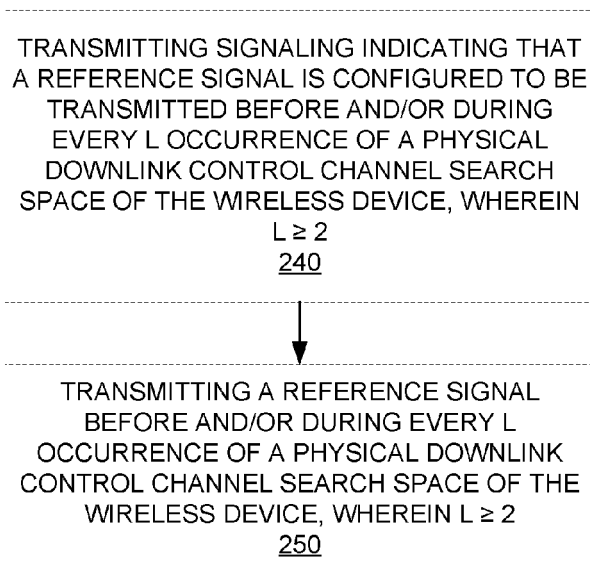 TRANSMITTING SIGNALING INDICATING THAT
A REFERENCE SIGNAL IS CONFIGURED TO BE
TRANSMITTED BEFORE AND/OR DURING
EVERY L OCCURRENCE OF A PHYSICAL
DOWNLINK CONTROL CHANNEL SEARCH
SPACE OF THE WIRELESS DEVICE, WHEREIN
L ≥ 2
240
TRANSMITTING A REFERENCE SIGNAL
BEFORE AND/OR DURING EVERY L
OCCURRENCE OF A PHYSICAL DOWNLINK
CONTROL CHANNEL SEARCH SPACE OF THE
WIRELESS DEVICE, WHEREIN L ≥ 2
250